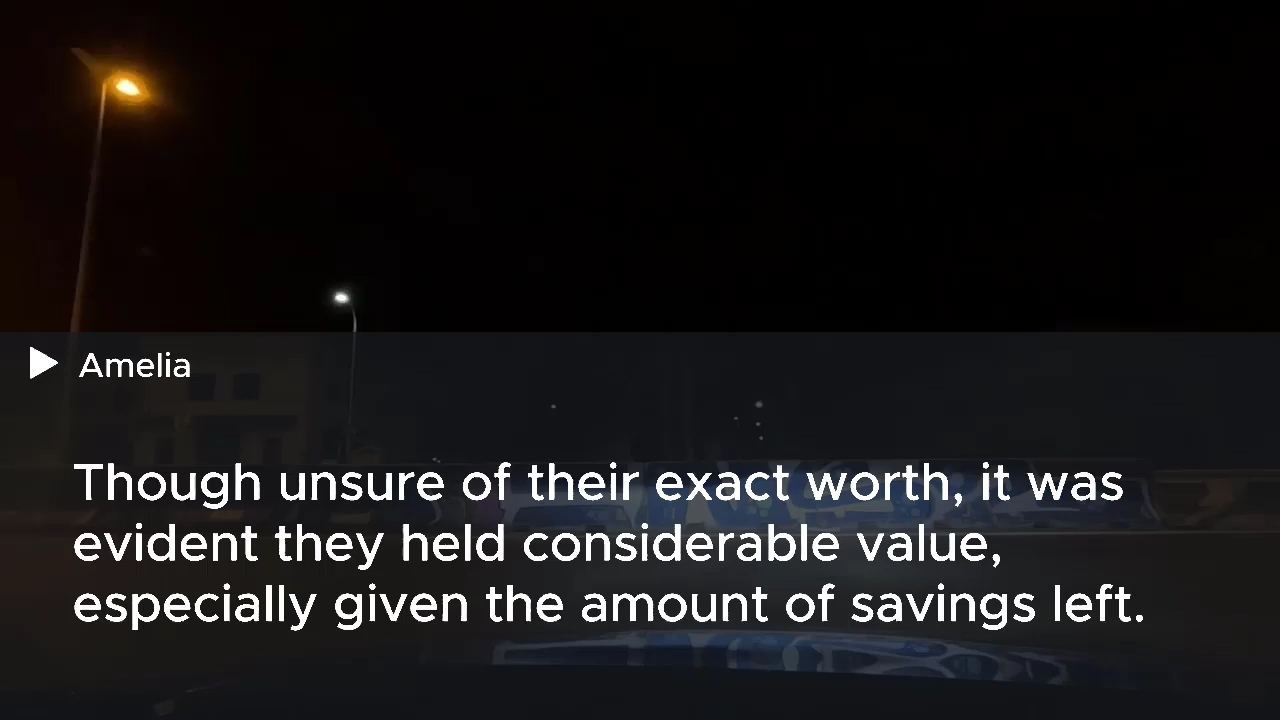 Amelia
Though unsure of their exact worth, it was
evident they held considerable value,
especially given the amount of savings left.